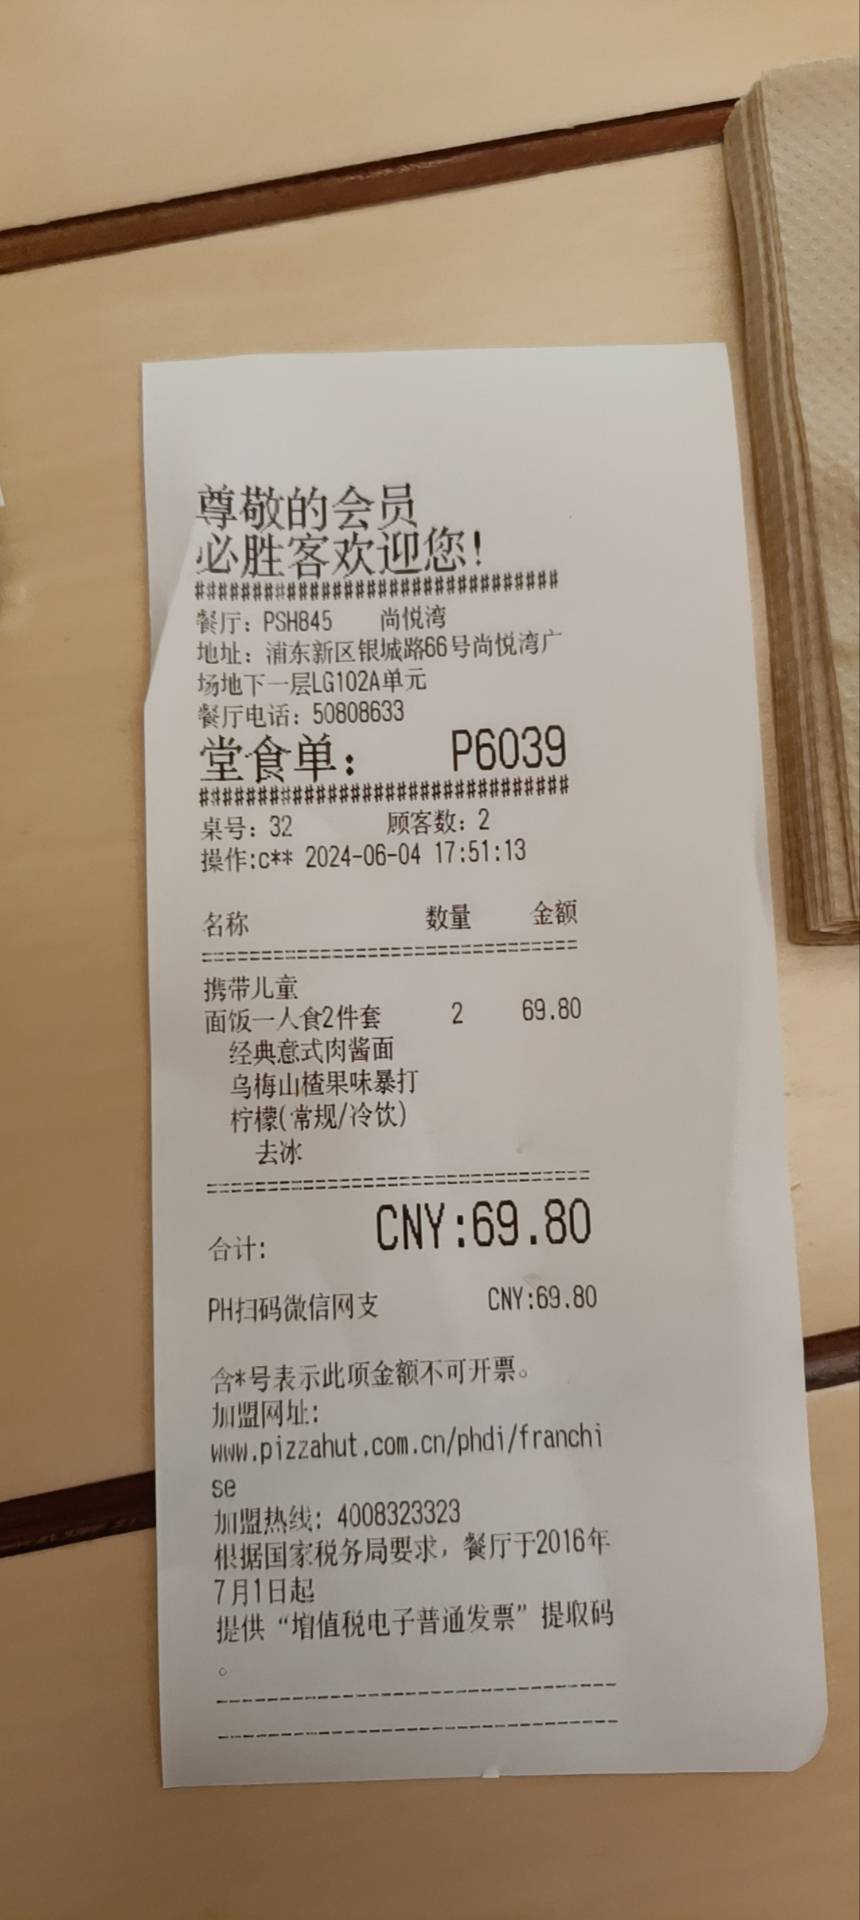 尊敬的会员
必胜客欢迎您!
###############################
餐厅: PSH845 尚悦湾
地址: 浦东新区银城路66号尚悦湾广
场地下一层LG102A单元
餐厅电话: 50808633
堂食单: P6039
###############################
桌号: 32 顾客数: 2
操作:c** 2024-06-04 17:51:13
名称 数量 金额
================================
携带儿童
面饭一人食2件套 2 69.80
经典意式肉酱面
乌梅山楂果味暴打
柠檬(常规/冷饮)
去冰
================================
合计: CNY:69.80
PH扫码微信网支 CNY:69.80
含*号表示此项金额不可开票。
加盟网址:
www.pizzahut.com.cn/phdi/franchi
se
加盟热线: 4008323323
根据国家税务局要求，餐厅于2016年
7月1日起
提供“增值税电子普通发票”提取码
。
--------------------------------
--------------------------------